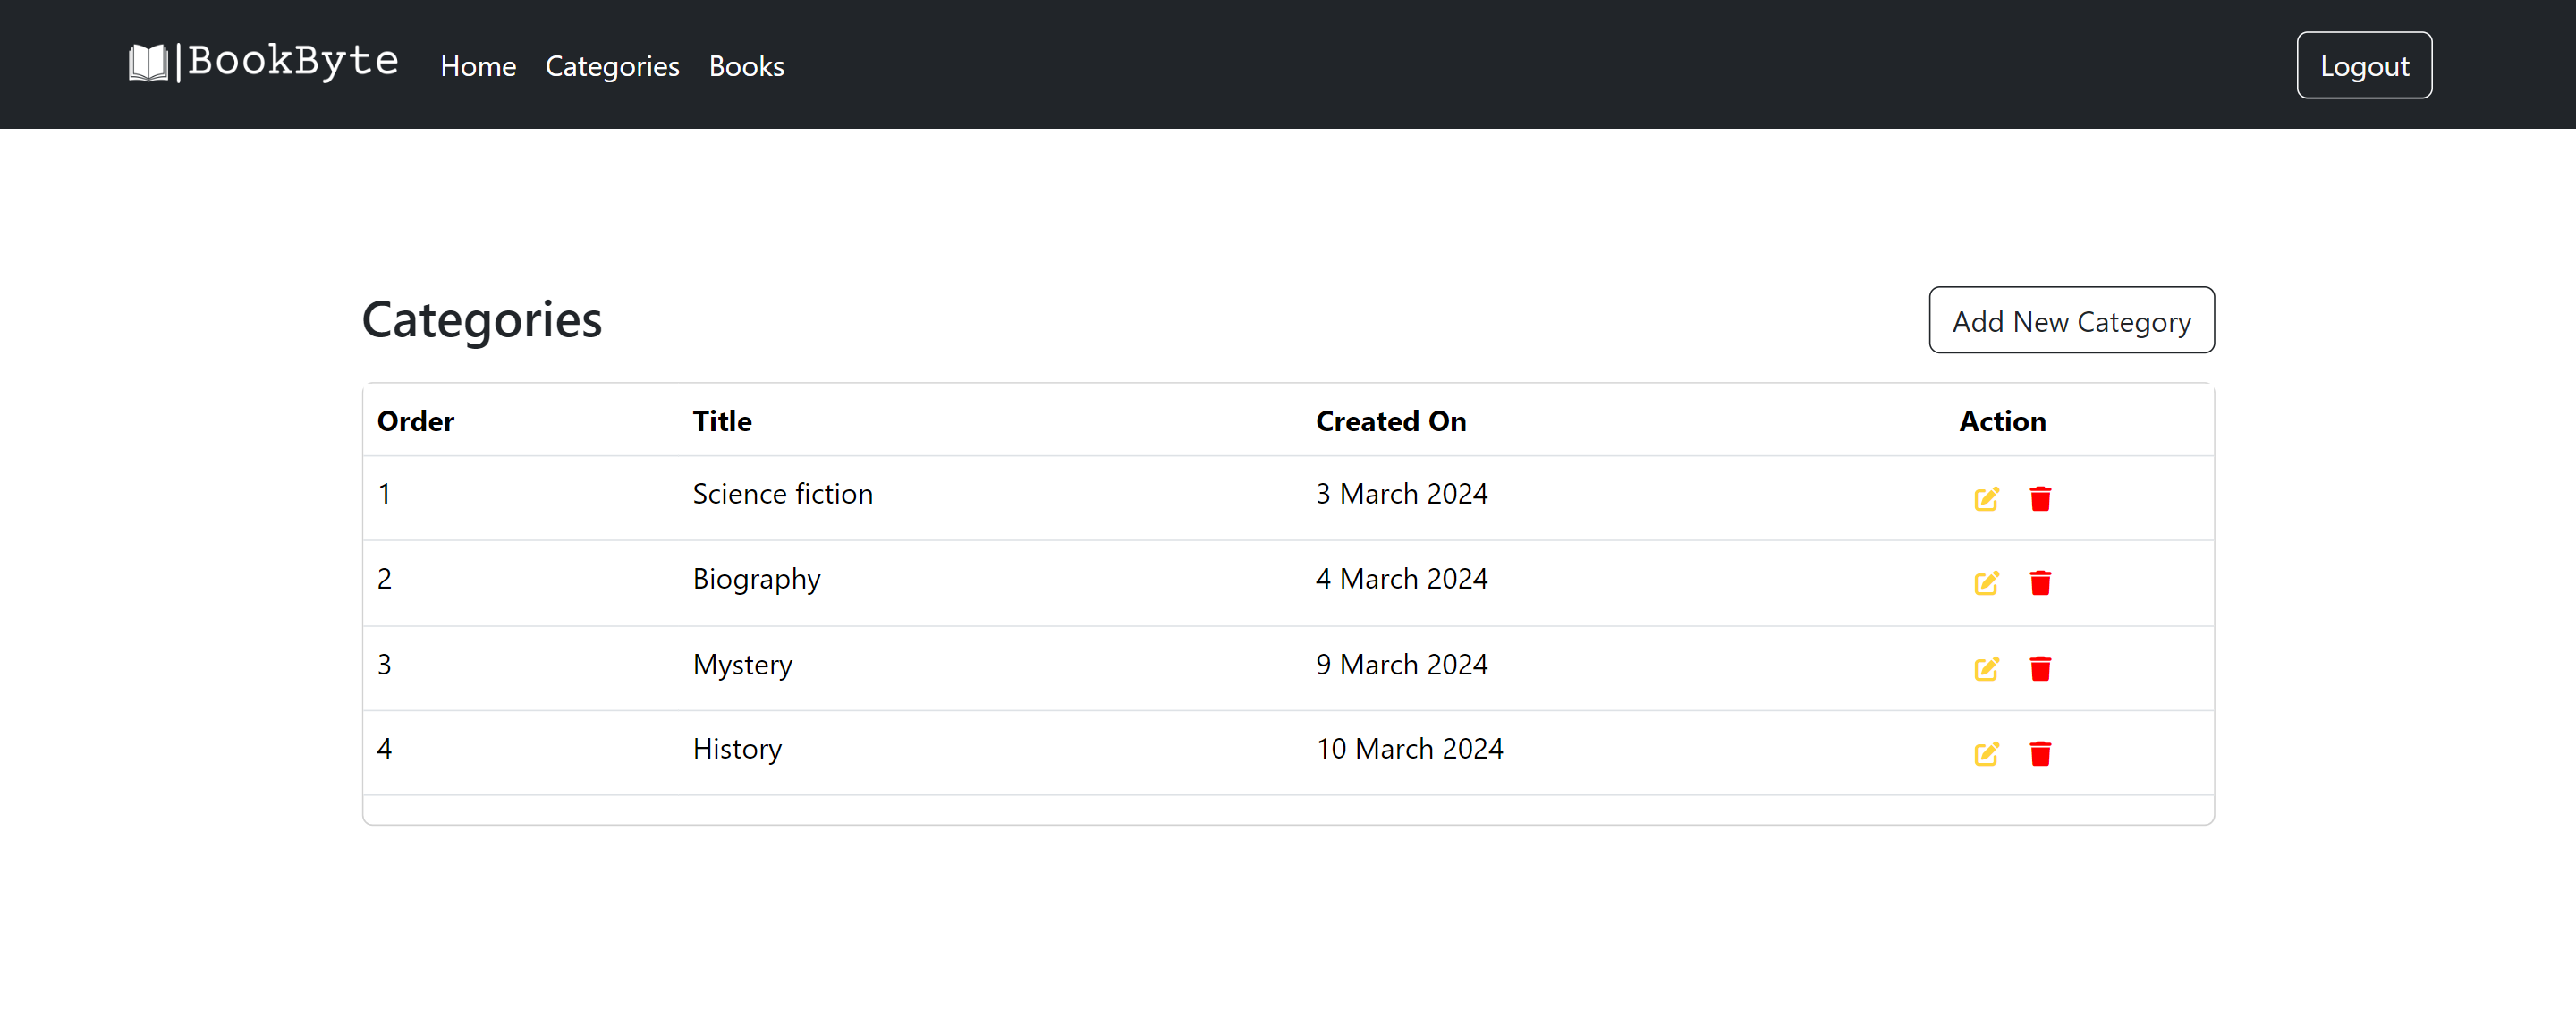 |BookByte Home Categories Books Logout
Categories Add New Category
Order Title Created On Action
1 Science fiction 3 March 2024
2 Biography 4 March 2024
3 Mystery 9 March 2024
4 History 10 March 2024